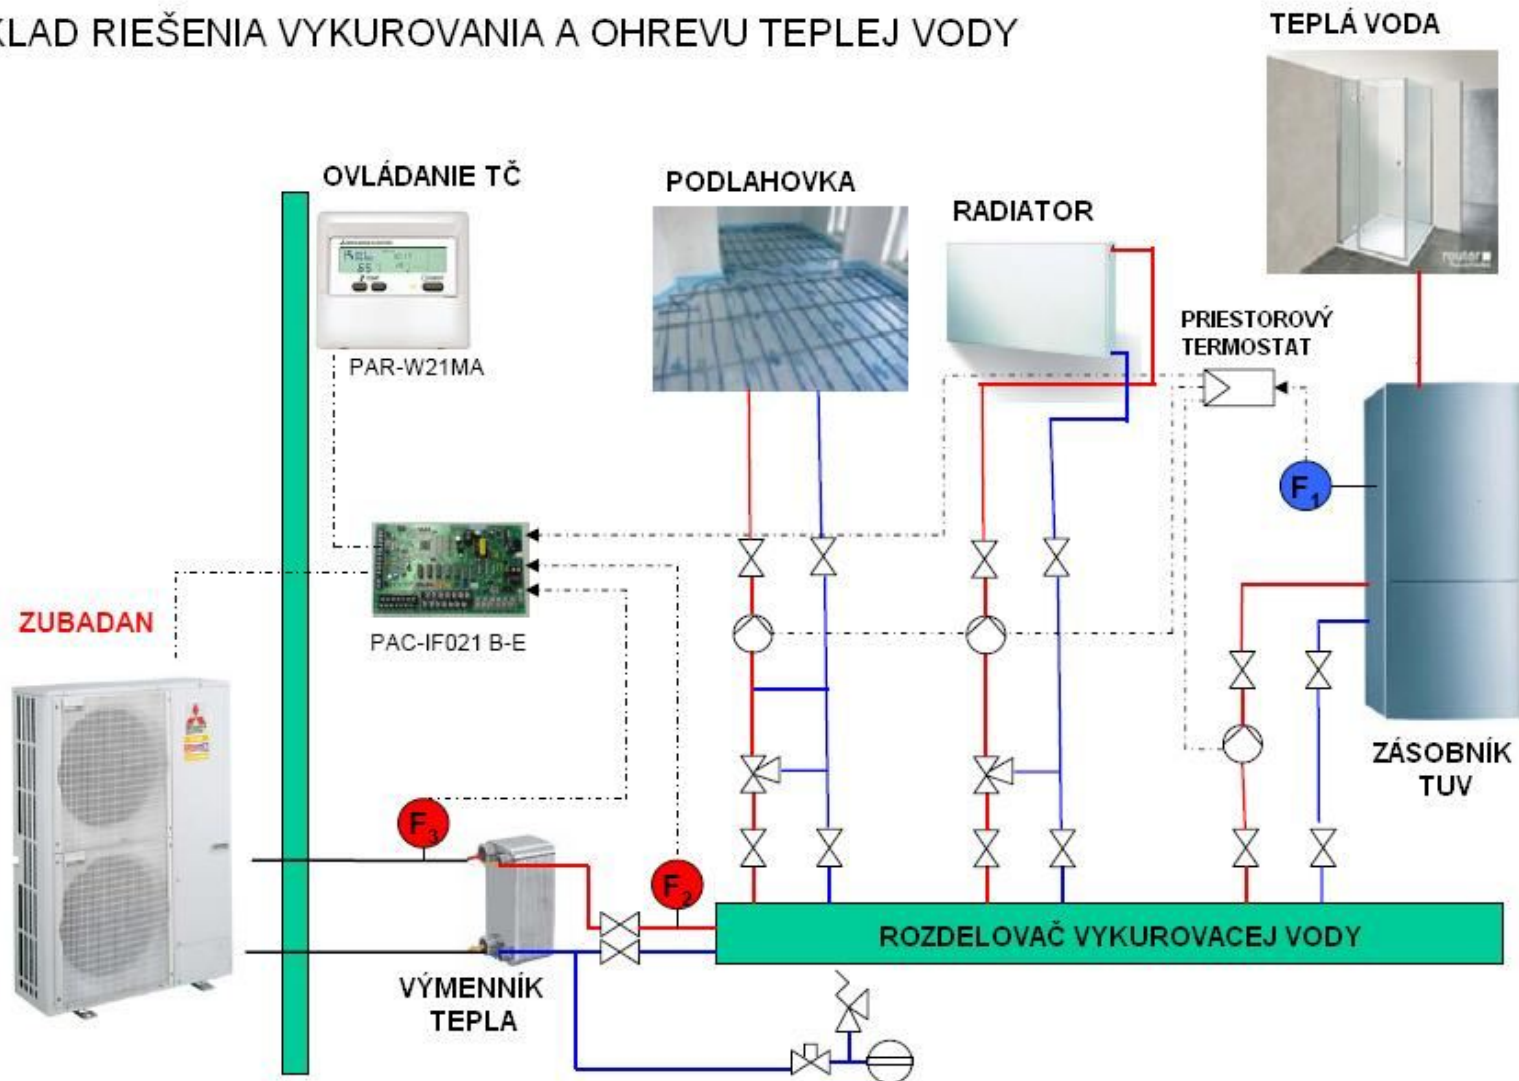 KLAD RIEŠENIA VYKUROVANIA A OHREVU TEPLEJ VODY
TEPLÁ VODA
OVLÁDANIE TČ
PODLAHOVKA
RADIATOR
PRIESTOROVÝ
TERMOSTAT
PAR-W21MA
F1
PAC-IF021 B-E
ZUBADAN
ZÁSOBNÍK
TUV
F3
F2
ROZDELOVAČ VYKUROVACEJ VODY
VÝMENNÍK
TEPLA